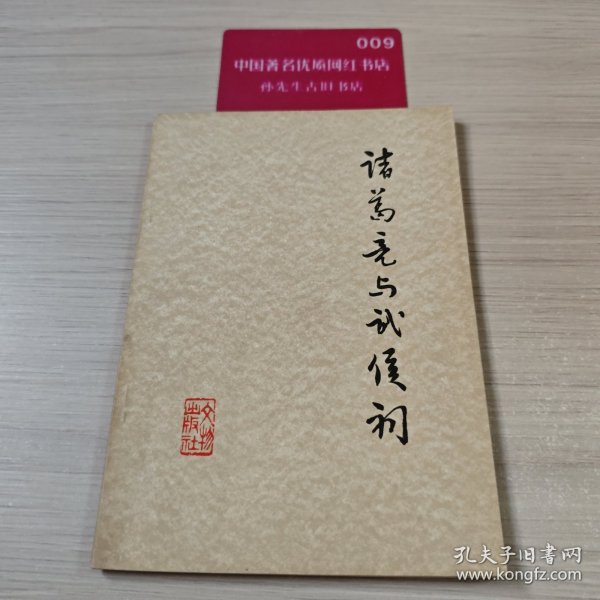 009
中国著名优质网红书店
孙先生古旧书店
诸葛亮与武侯祠
文物
出版社
孔夫子旧書网
www.kongfz.com